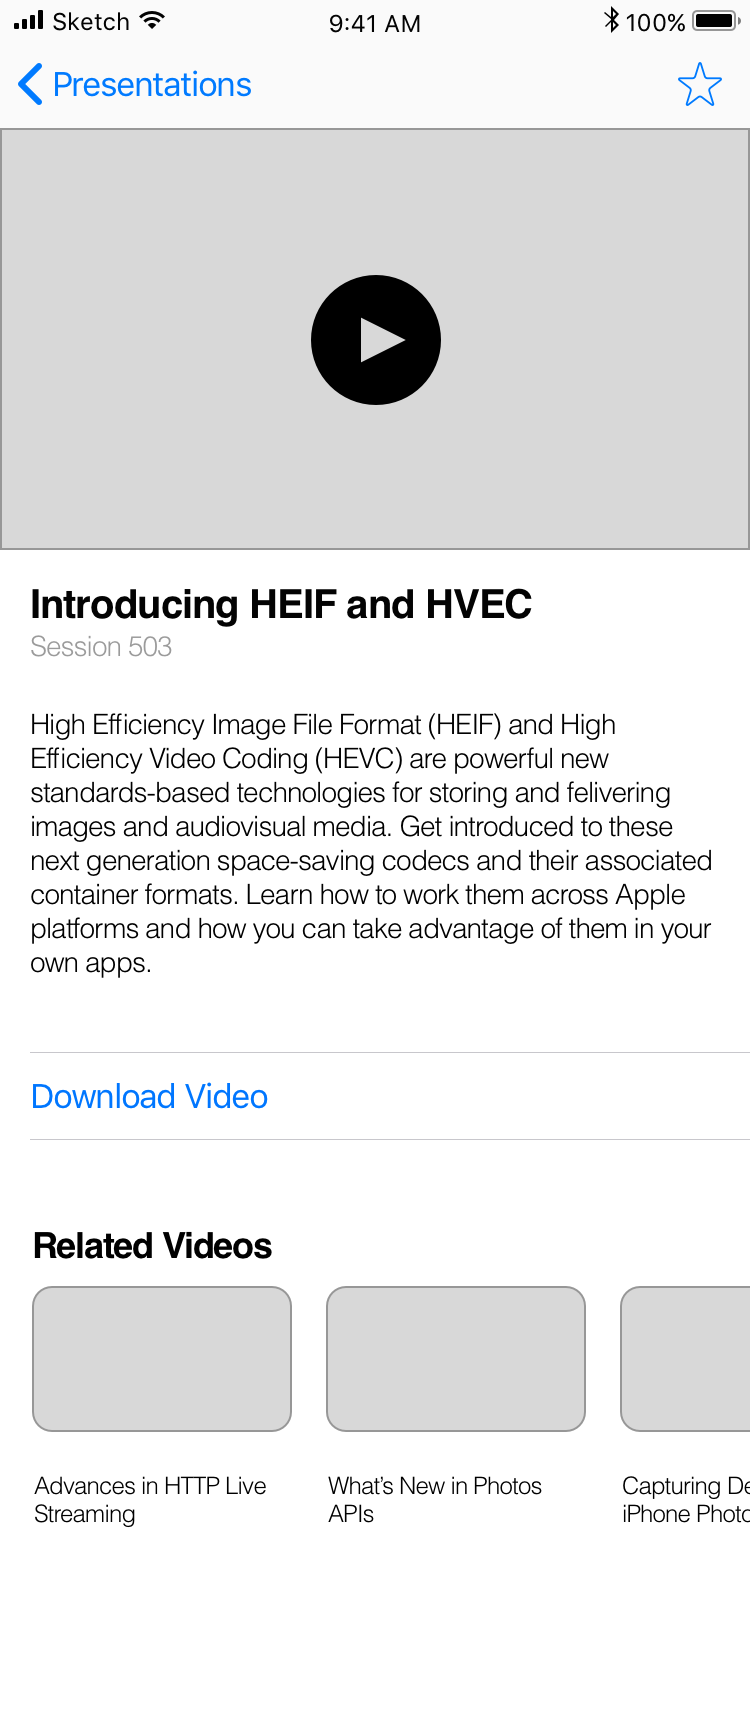 Sketch 9:41 AM 100%
Presentations
Introducing HEIF and HVEC
Session 503
High Efficiency Image File Format (HEIF) and High
Efficiency Video Coding (HEVC) are powerful new
standards-based technologies for storing and felivering
images and audiovisual media. Get introduced to these
next generation space-saving codecs and their associated
container formats. Learn how to work them across Apple
platforms and how you can take advantage of them in your
own apps.
Download Video
Related Videos
Advances in HTTP Live
Streaming
What’s New in Photos
APIs
Capturing De
iPhone Photo